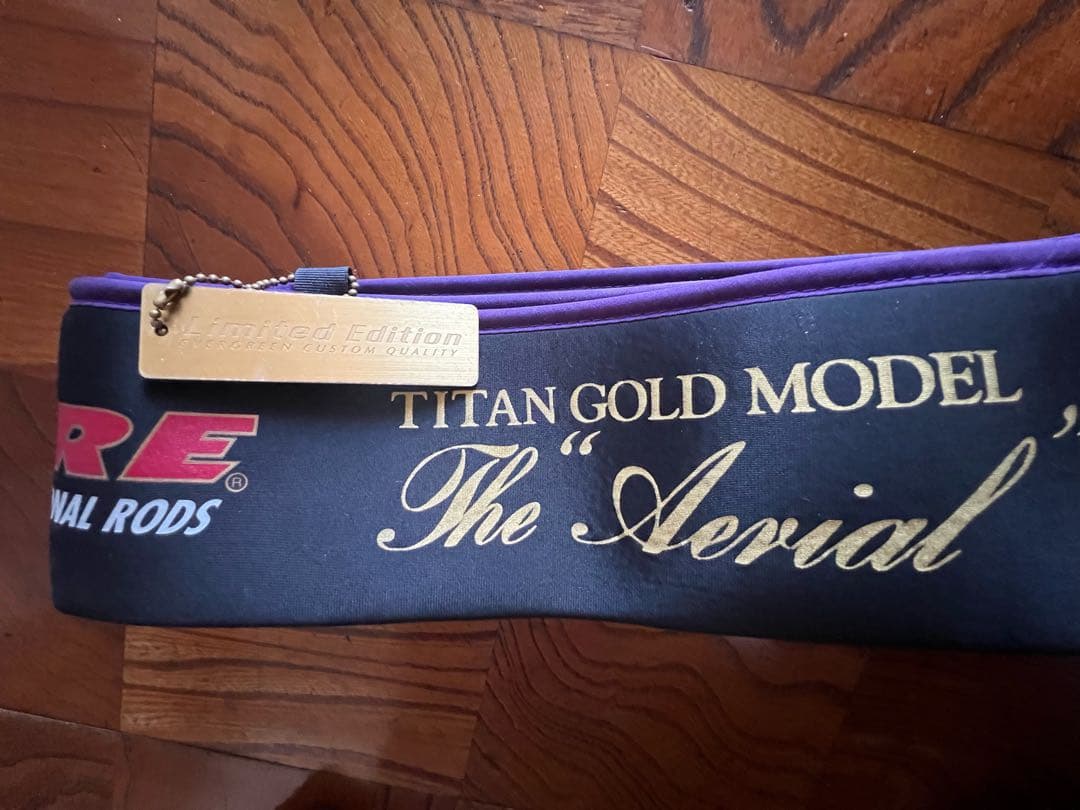 Limited Edition
EVERGREEN CUSTOM QUALITY
RE®
NAL RODS
TITAN GOLD MODEL
The "Aerial"